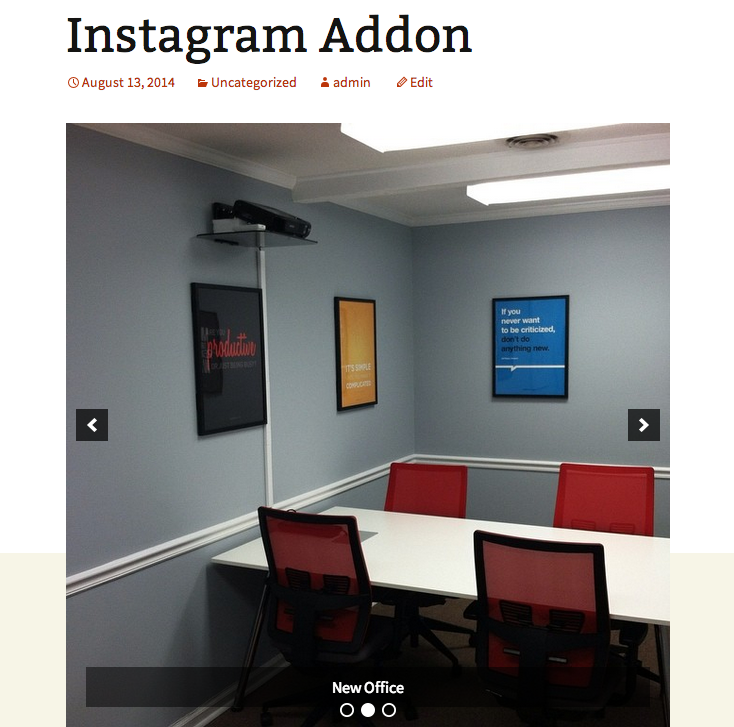 Instagram Addon
August 13, 2014 Uncategorized admin Edit
If you
never want
to be criticized,
don't do
anything new.
productive
IT'S SIMPLE
COMPLICATED
New Office